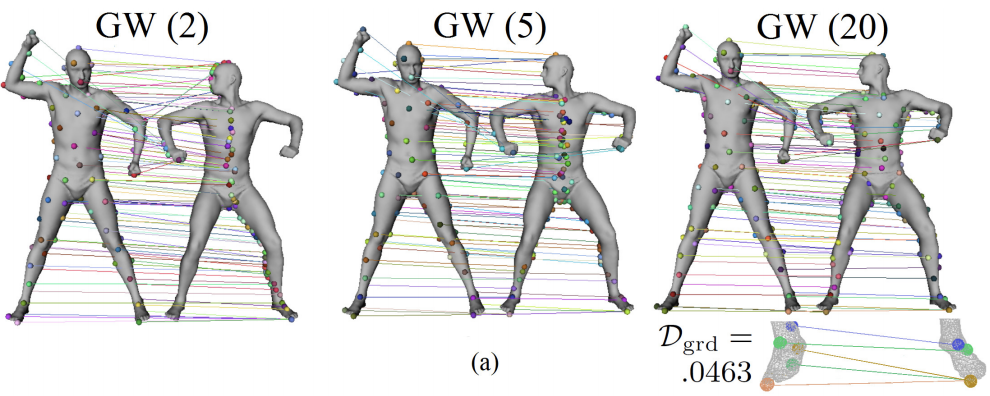 GW (2)
GW (5)
GW (20)
𝒟grd =
.0463
(a)